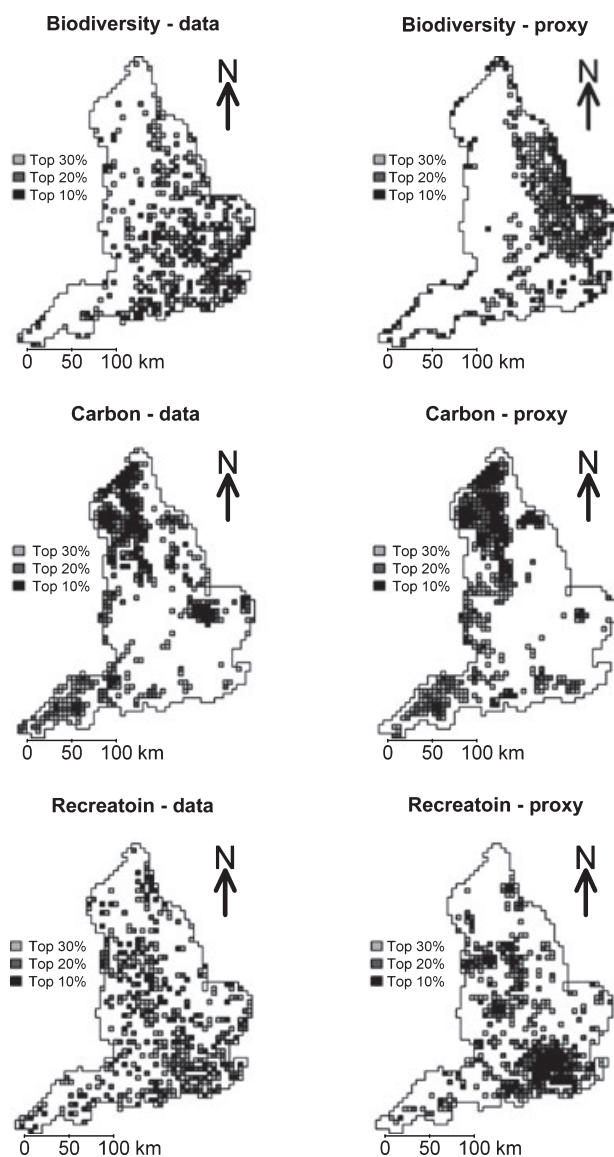 Biodiversity - data
N
Top 30%
Top 20%
Top 10%
0 50 100 km
Biodiversity - proxy
N
Top 30%
Top 20%
Top 10%
0 50 100 km
Carbon - data
N
Top 30%
Top 20%
Top 10%
0 50 100 km
Carbon - proxy
N
Top 30%
Top 20%
Top 10%
0 50 100 km
Recreatoin - data
N
Top 30%
Top 20%
Top 10%
0 50 100 km
Recreatoin - proxy
N
Top 30%
Top 20%
Top 10%
0 50 100 km